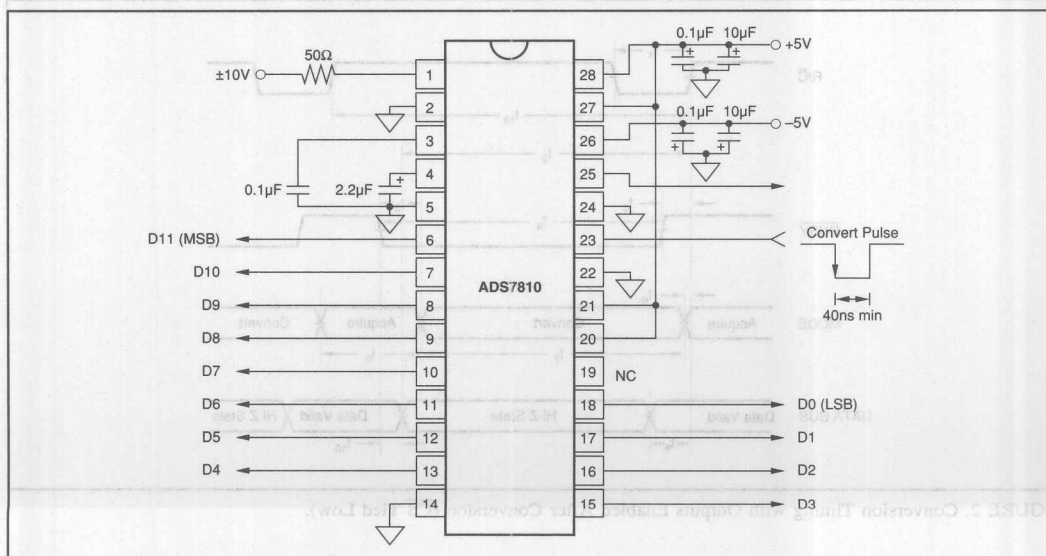 0.1µF 10µF
+5V
50Ω
±10V
1
28
2
27
0.1µF 10µF
-5V
3
26
4
25
0.1µF
2.2µF
5
24
D11 (MSB)
6
23
Convert Pulse
D10
7
22
ADS7810
D9
8
21
40ns min
D8
9
20
D7
10
19
NC
D6
11
18
D0 (LSB)
D5
12
17
D1
D4
13
16
D2
14
15
D3